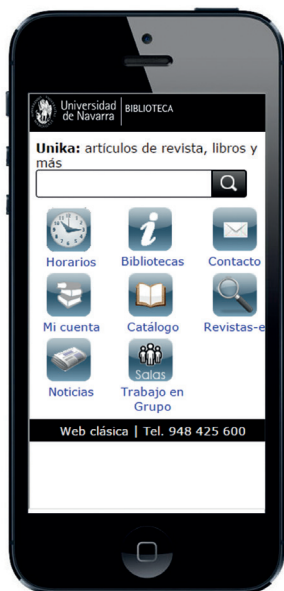 Universidad
de Navarra
BIBLIOTECA
Unika: artículos de revista, libros y
más
Horarios Bibliotecas Contacto
Mi cuenta Catálogo Revistas-e
Salas
Noticias Trabajo en
Grupo
Web clásica | Tel. 948 425 600